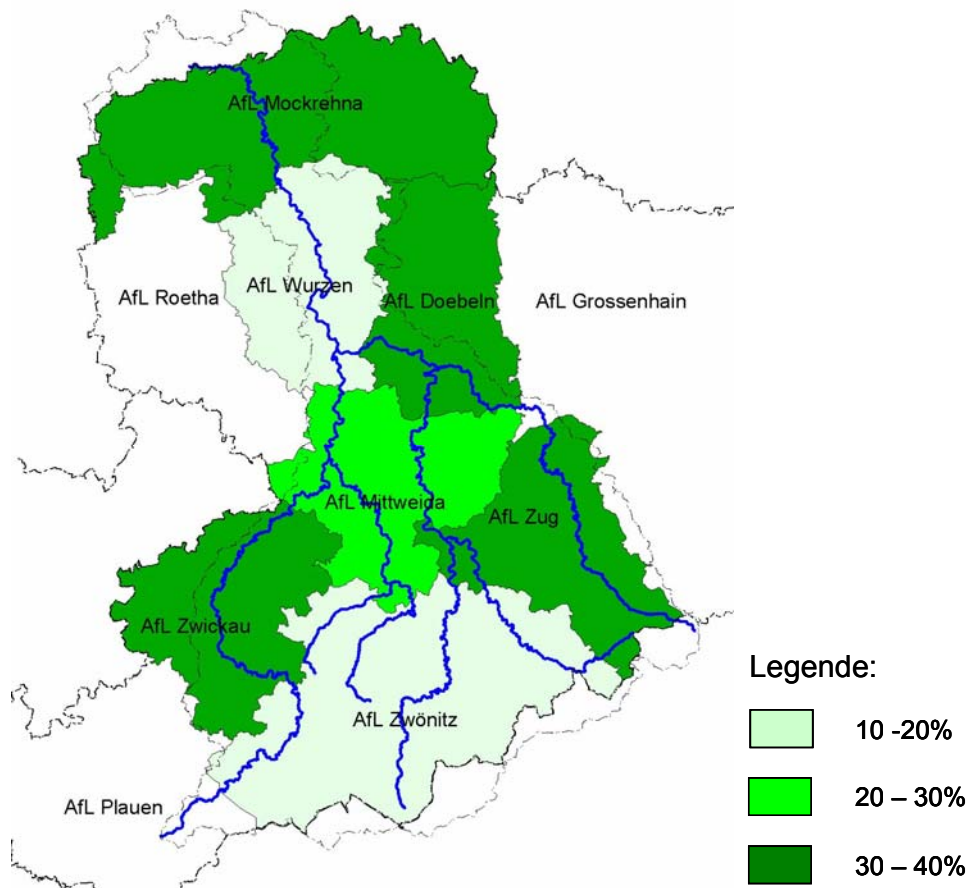 AfL Mockrehna
AfL Roetha
AfL Wurzen
AfL Doebeln
AfL Grossenhain
AfL Mittweida
AfL Zug
AfL Zwickau
AfL Zwönitz
AfL Plauen
Legende:
10 -20%
20 – 30%
30 – 40%